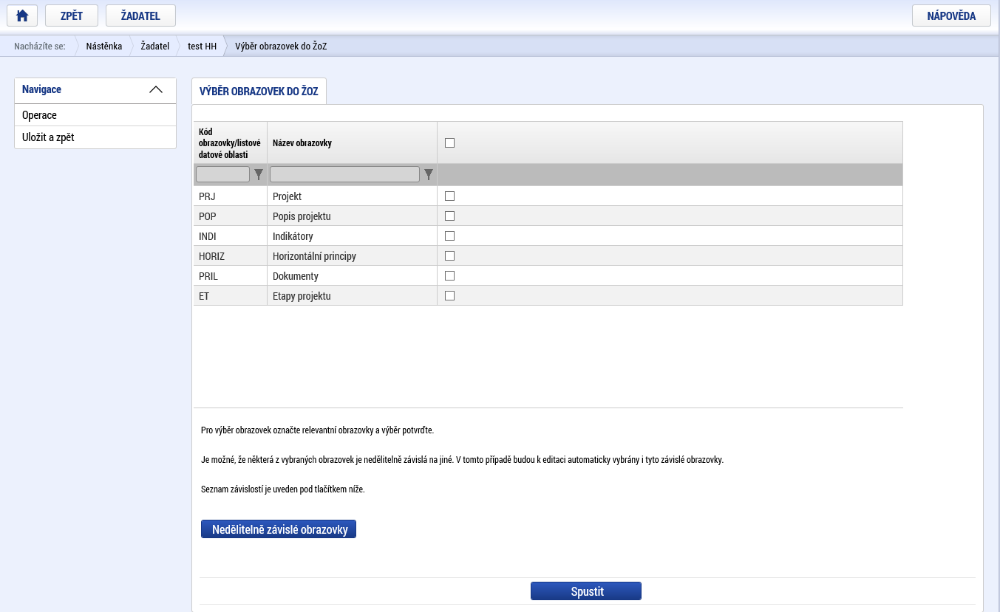 ZPĚT ŽADATEL NÁPOVĚDA
Nacházíte se: Nástěnka Žadatel test HH Výběr obrazovek do ŽoZ
Navigace
Operace
Uložit a zpět
VÝBĚR OBRAZOVEK DO ŽOZ
Kód
obrazovky/listové
datové oblasti
Název obrazovky
PRJ Projekt
POP Popis projektu
INDI Indikátory
HORIZ Horizontální principy
PRIL Dokumenty
ET Etapy projektu
Pro výběr obrazovek označte relevantní obrazovky a výběr potvrďte.
Je možné, že některá z vybraných obrazovek je nedělitelně závislá na jiné. V tomto případě budou k editaci automaticky vybrány i tyto závislé obrazovky.
Seznam závislostí je uveden pod tlačítkem níže.
Nedělitelně závislé obrazovky
Spustit